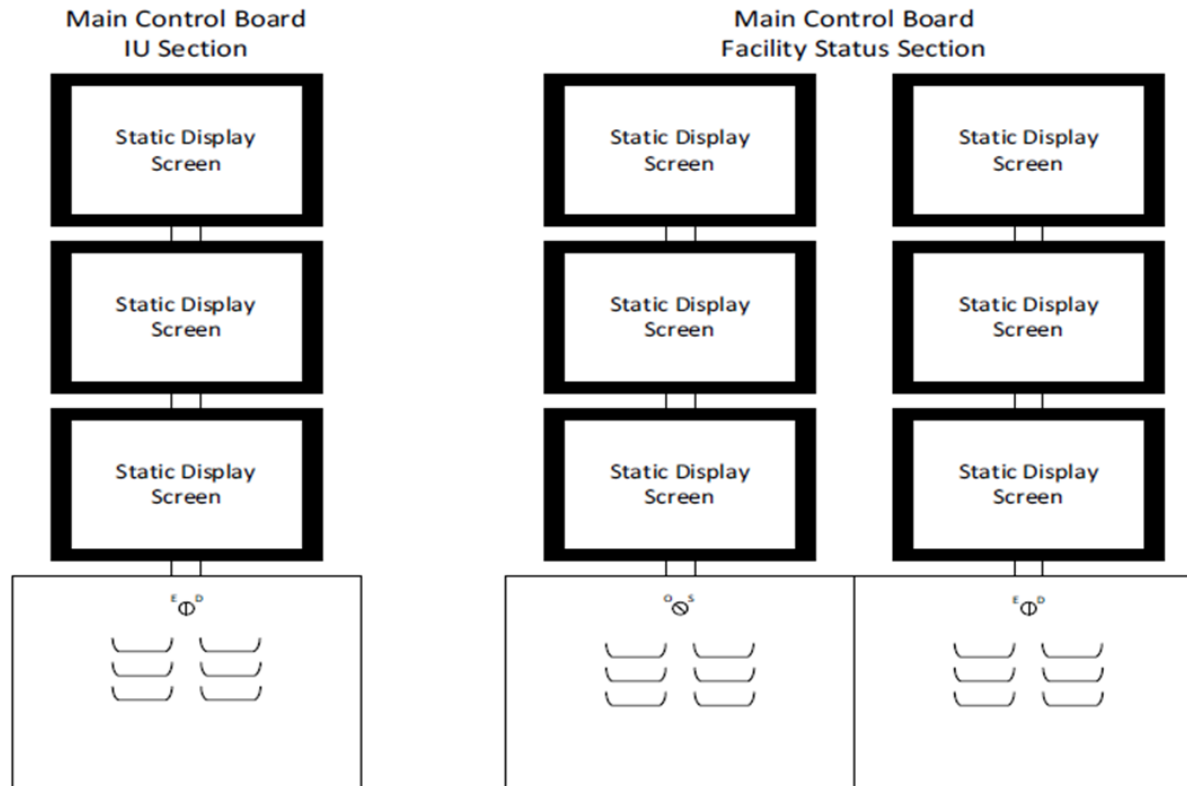 Main Control Board
IU Section
Main Control Board
Facility Status Section
Static Display
Screen
Static Display
Screen
Static Display
Screen
Static Display
Screen
Static Display
Screen
Static Display
Screen
Static Display
Screen
Static Display
Screen
Static Display
Screen
E D
O S
E D